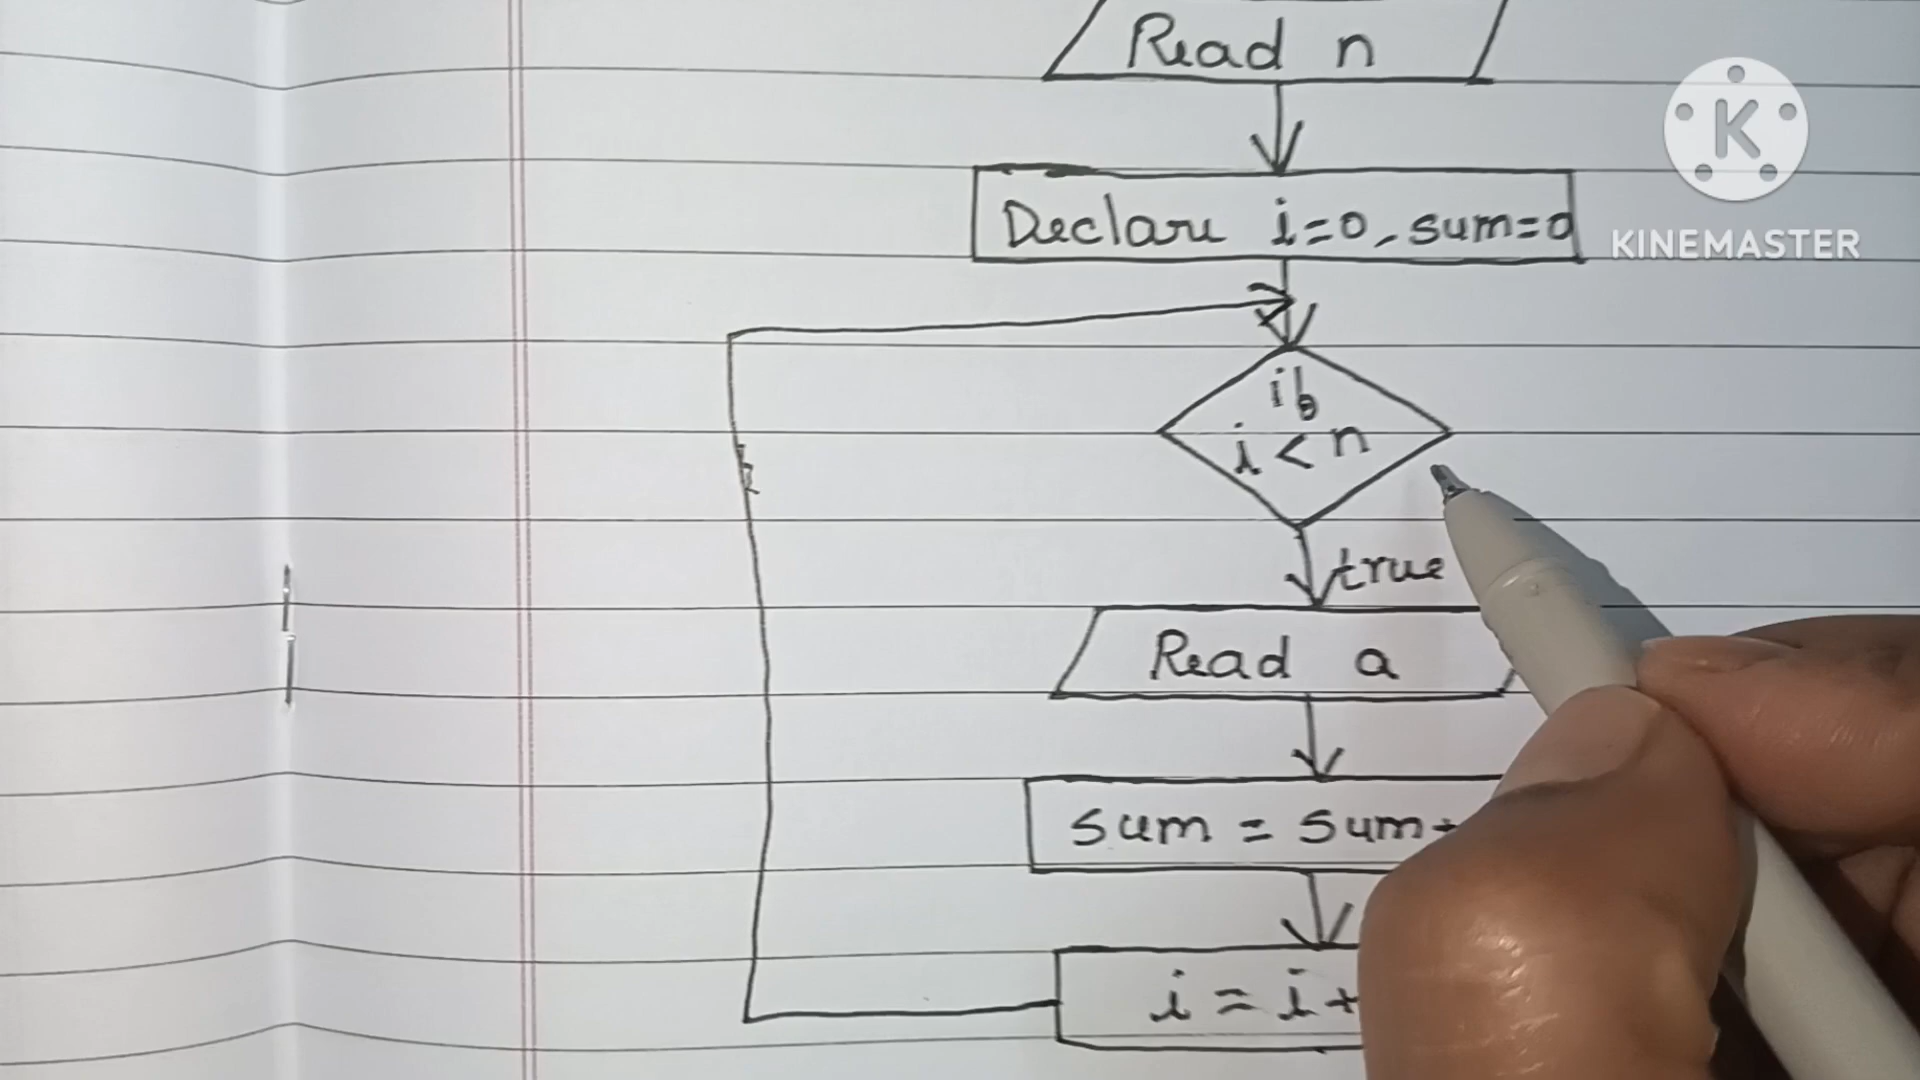 Read n
Declare i=0, sum=0
K
KINEMASTER
if
i < n
true
Read a
sum = sum+
i = i+